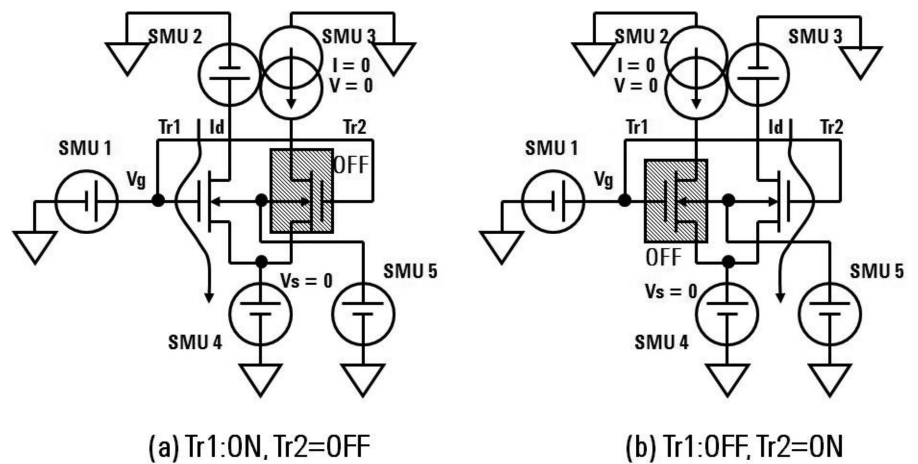 SMU 2
SMU 3
I = 0
V = 0
Tr1
Id
Tr2
SMU 1
Vg
OFF
Vs = 0
SMU 5
SMU 4
(a) Tr1:ON, Tr2=OFF
SMU 2
SMU 3
I = 0
V = 0
Tr1
Id
Tr2
SMU 1
Vg
OFF
Vs = 0
SMU 5
SMU 4
(b) Tr1:OFF, Tr2=ON